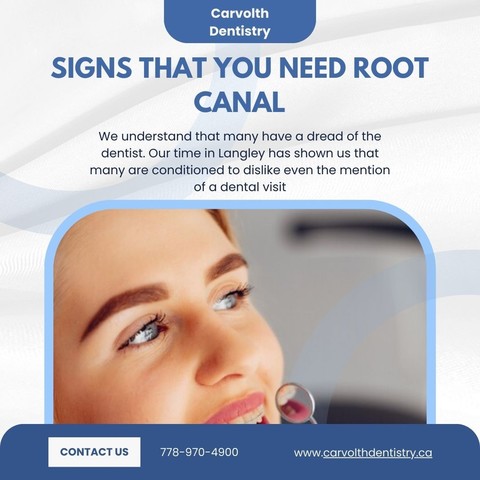 Carvolth
Dentistry
SIGNS THAT YOU NEED ROOT
CANAL
We understand that many have a dread of the
dentist. Our time in Langley has shown us that
many are conditioned to dislike even the mention
of a dental visit
CONTACT US
778-970-4900
www.carvolthdentistry.ca